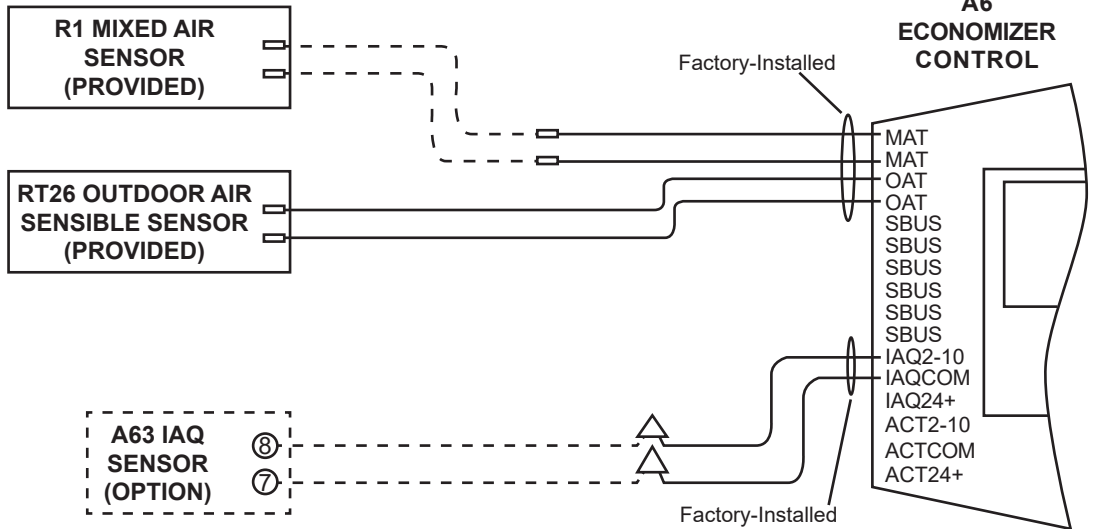 A6
ECONOMIZER
CONTROL
R1 MIXED AIR
SENSOR
(PROVIDED)
Factory-Installed
RT26 OUTDOOR AIR
SENSIBLE SENSOR
(PROVIDED)
MAT
MAT
OAT
OAT
SBUS
SBUS
SBUS
SBUS
SBUS
SBUS
IAQ2-10
IAQCOM
IAQ24+
ACT2-10
ACTCOM
ACT24+
A63 IAQ
SENSOR
(OPTION)
8
7
Factory-Installed